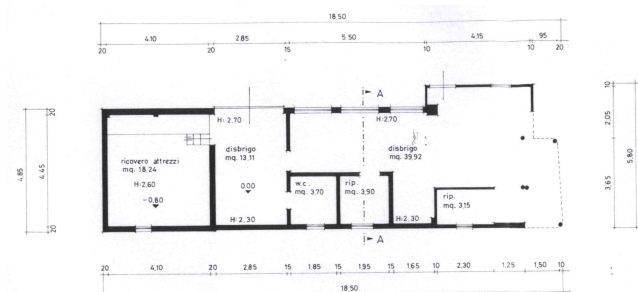 18,50
20 4,10 20 2,85 15 5,50 10 4,15 95 20
A
H: 2,70
H:2,70
disbrigo
mq. 13,11
disbrigo
mq. 39,92
ricovero attrezzi
mq. 18,24
H:2,60
-0,80
0.00
w.c.
mq. 3,70
rip.
mq. 3,90
rip.
mq. 3,15
H:2,30
H:2,30
A
20
4,45
20
4,85
10
2,05
3,65
5,80
20 4,10 20 2,85 15 1,85 15 1,95 15 1,65 10 2,30 1,25 1,50 10
18,50